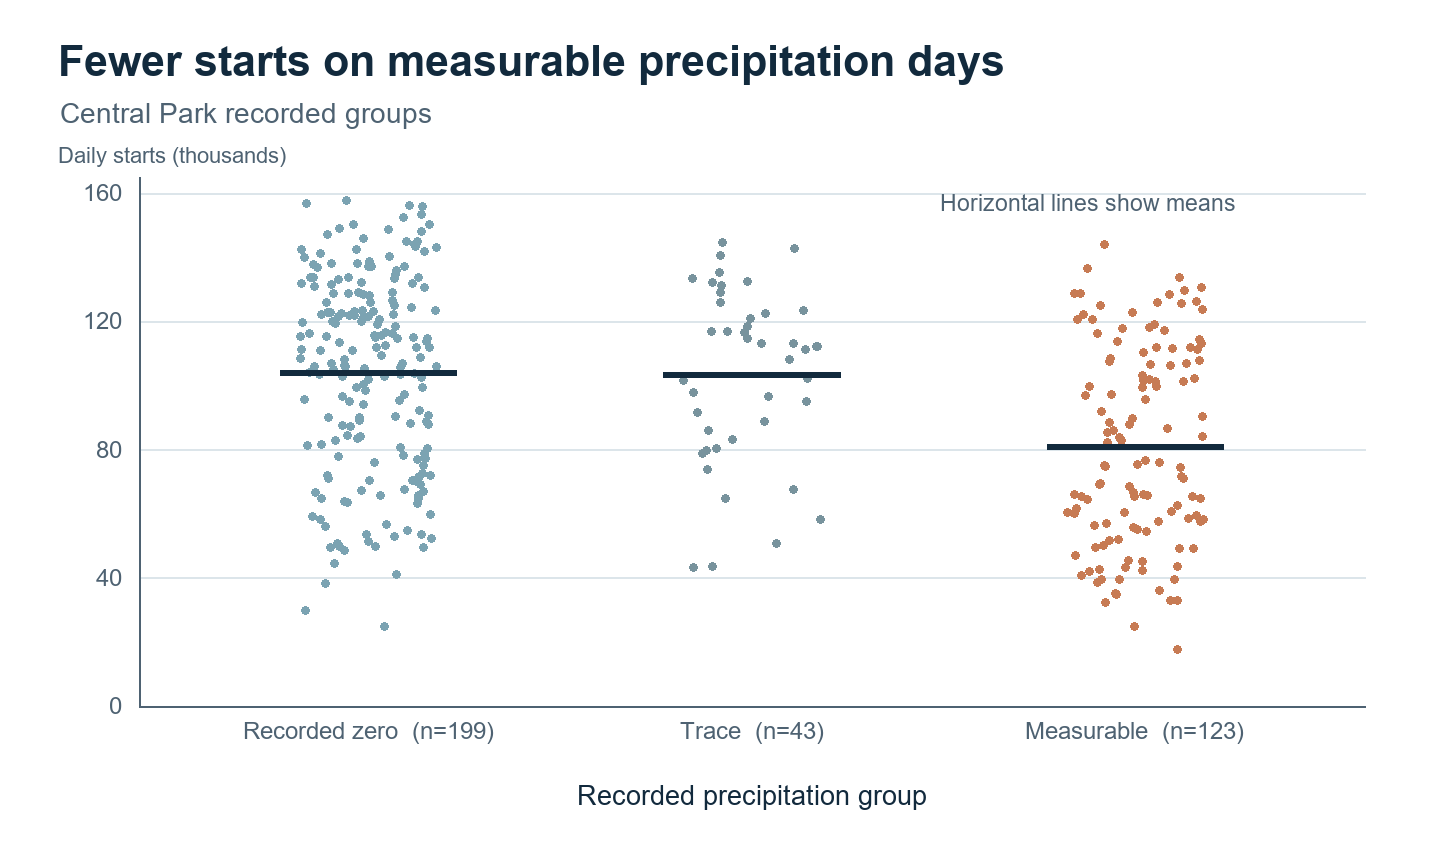 Fewer starts on measurable precipitation days
Central Park recorded groups
Daily starts (thousands)
160
Horizontal lines show means
120
80
40
0
Recorded zero (n=199)
Trace (n=43)
Measurable (n=123)
Recorded precipitation group